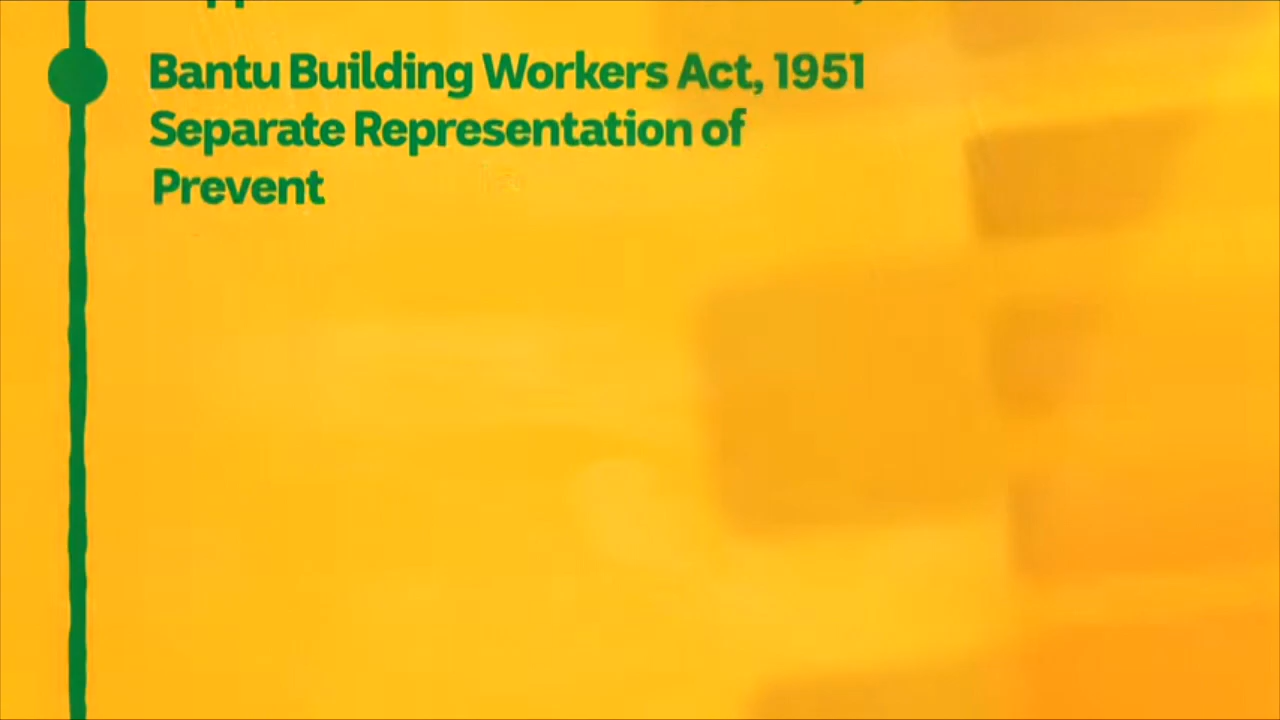 Bantu Building Workers Act, 1951
Separate Representation of
Prevent